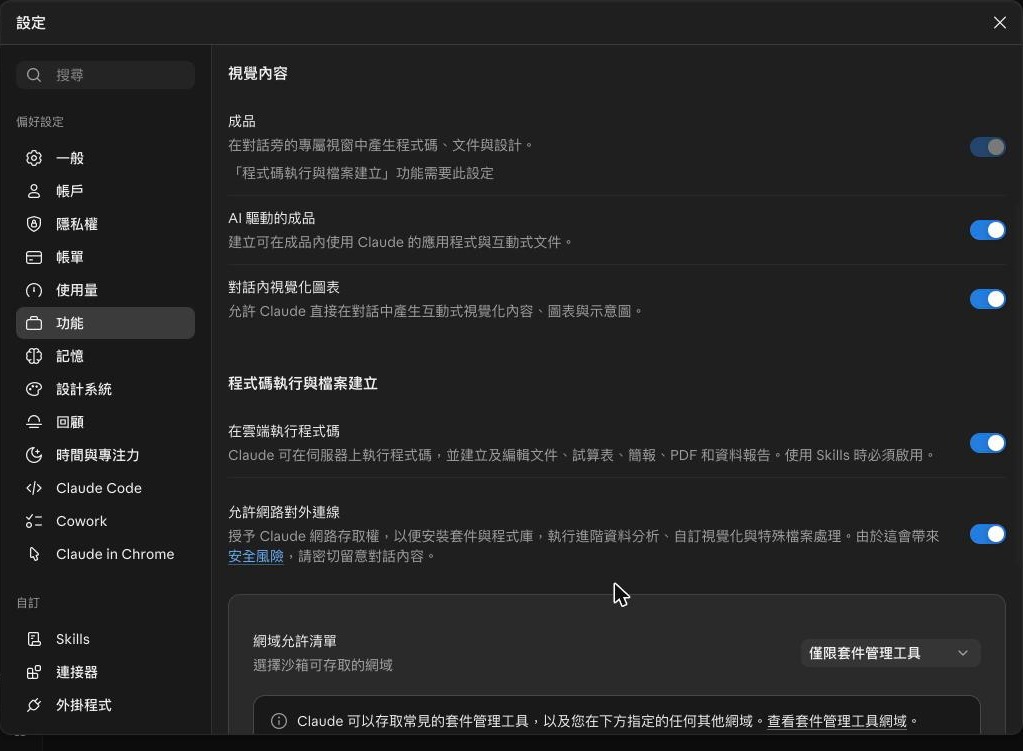 設定
搜尋
偏好設定
一般
帳戶
隱私權
帳單
使用量
功能
記憶
設計系統
回顧
時間與專注力
Claude Code
Cowork
Claude in Chrome
自訂
Skills
連接器
外掛程式
視覺內容
成品
在對話旁的專屬視窗中產生程式碼、文件與設計。
「程式碼執行與檔案建立」功能需要此設定
AI 驅動的成品
建立可在成品內使用 Claude 的應用程式與互動式文件。
對話內視覺化圖表
允許 Claude 直接在對話中產生互動式視覺化內容、圖表與示意圖。
程式碼執行與檔案建立
在雲端執行程式碼
Claude 可在伺服器上執行程式碼，並建立及編輯文件、試算表、簡報、PDF 和資料報告。使用 Skills 時必須啟用。
允許網路對外連線
授予 Claude 網路存取權，以便安裝套件與程式庫，執行進階資料分析、自訂視覺化與特殊檔案處理。由於這會帶來
安全風險，請密切留意對話內容。
網域允許清單
選擇沙箱可存取的網域
僅限套件管理工具
Claude 可以存取常見的套件管理工具，以及您在下方指定的任何其他網域。查看套件管理工具網域。